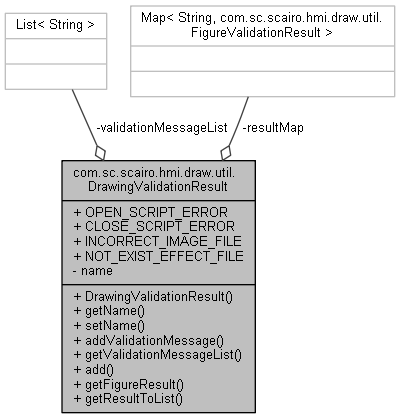 List< String >
Map< String, com.sc.scairo.hmi.draw.util.
FigureValidationResult >
-validationMessageList
-resultMap
com.sc.scairo.hmi.draw.util.
DrawingValidationResult
+ OPEN_SCRIPT_ERROR
+ CLOSE_SCRIPT_ERROR
+ INCORRECT_IMAGE_FILE
+ NOT_EXIST_EFFECT_FILE
- name
+ DrawingValidationResult()
+ getName()
+ setName()
+ addValidationMessage()
+ getValidationMessageList()
+ add()
+ getFigureResult()
+ getResultToList()